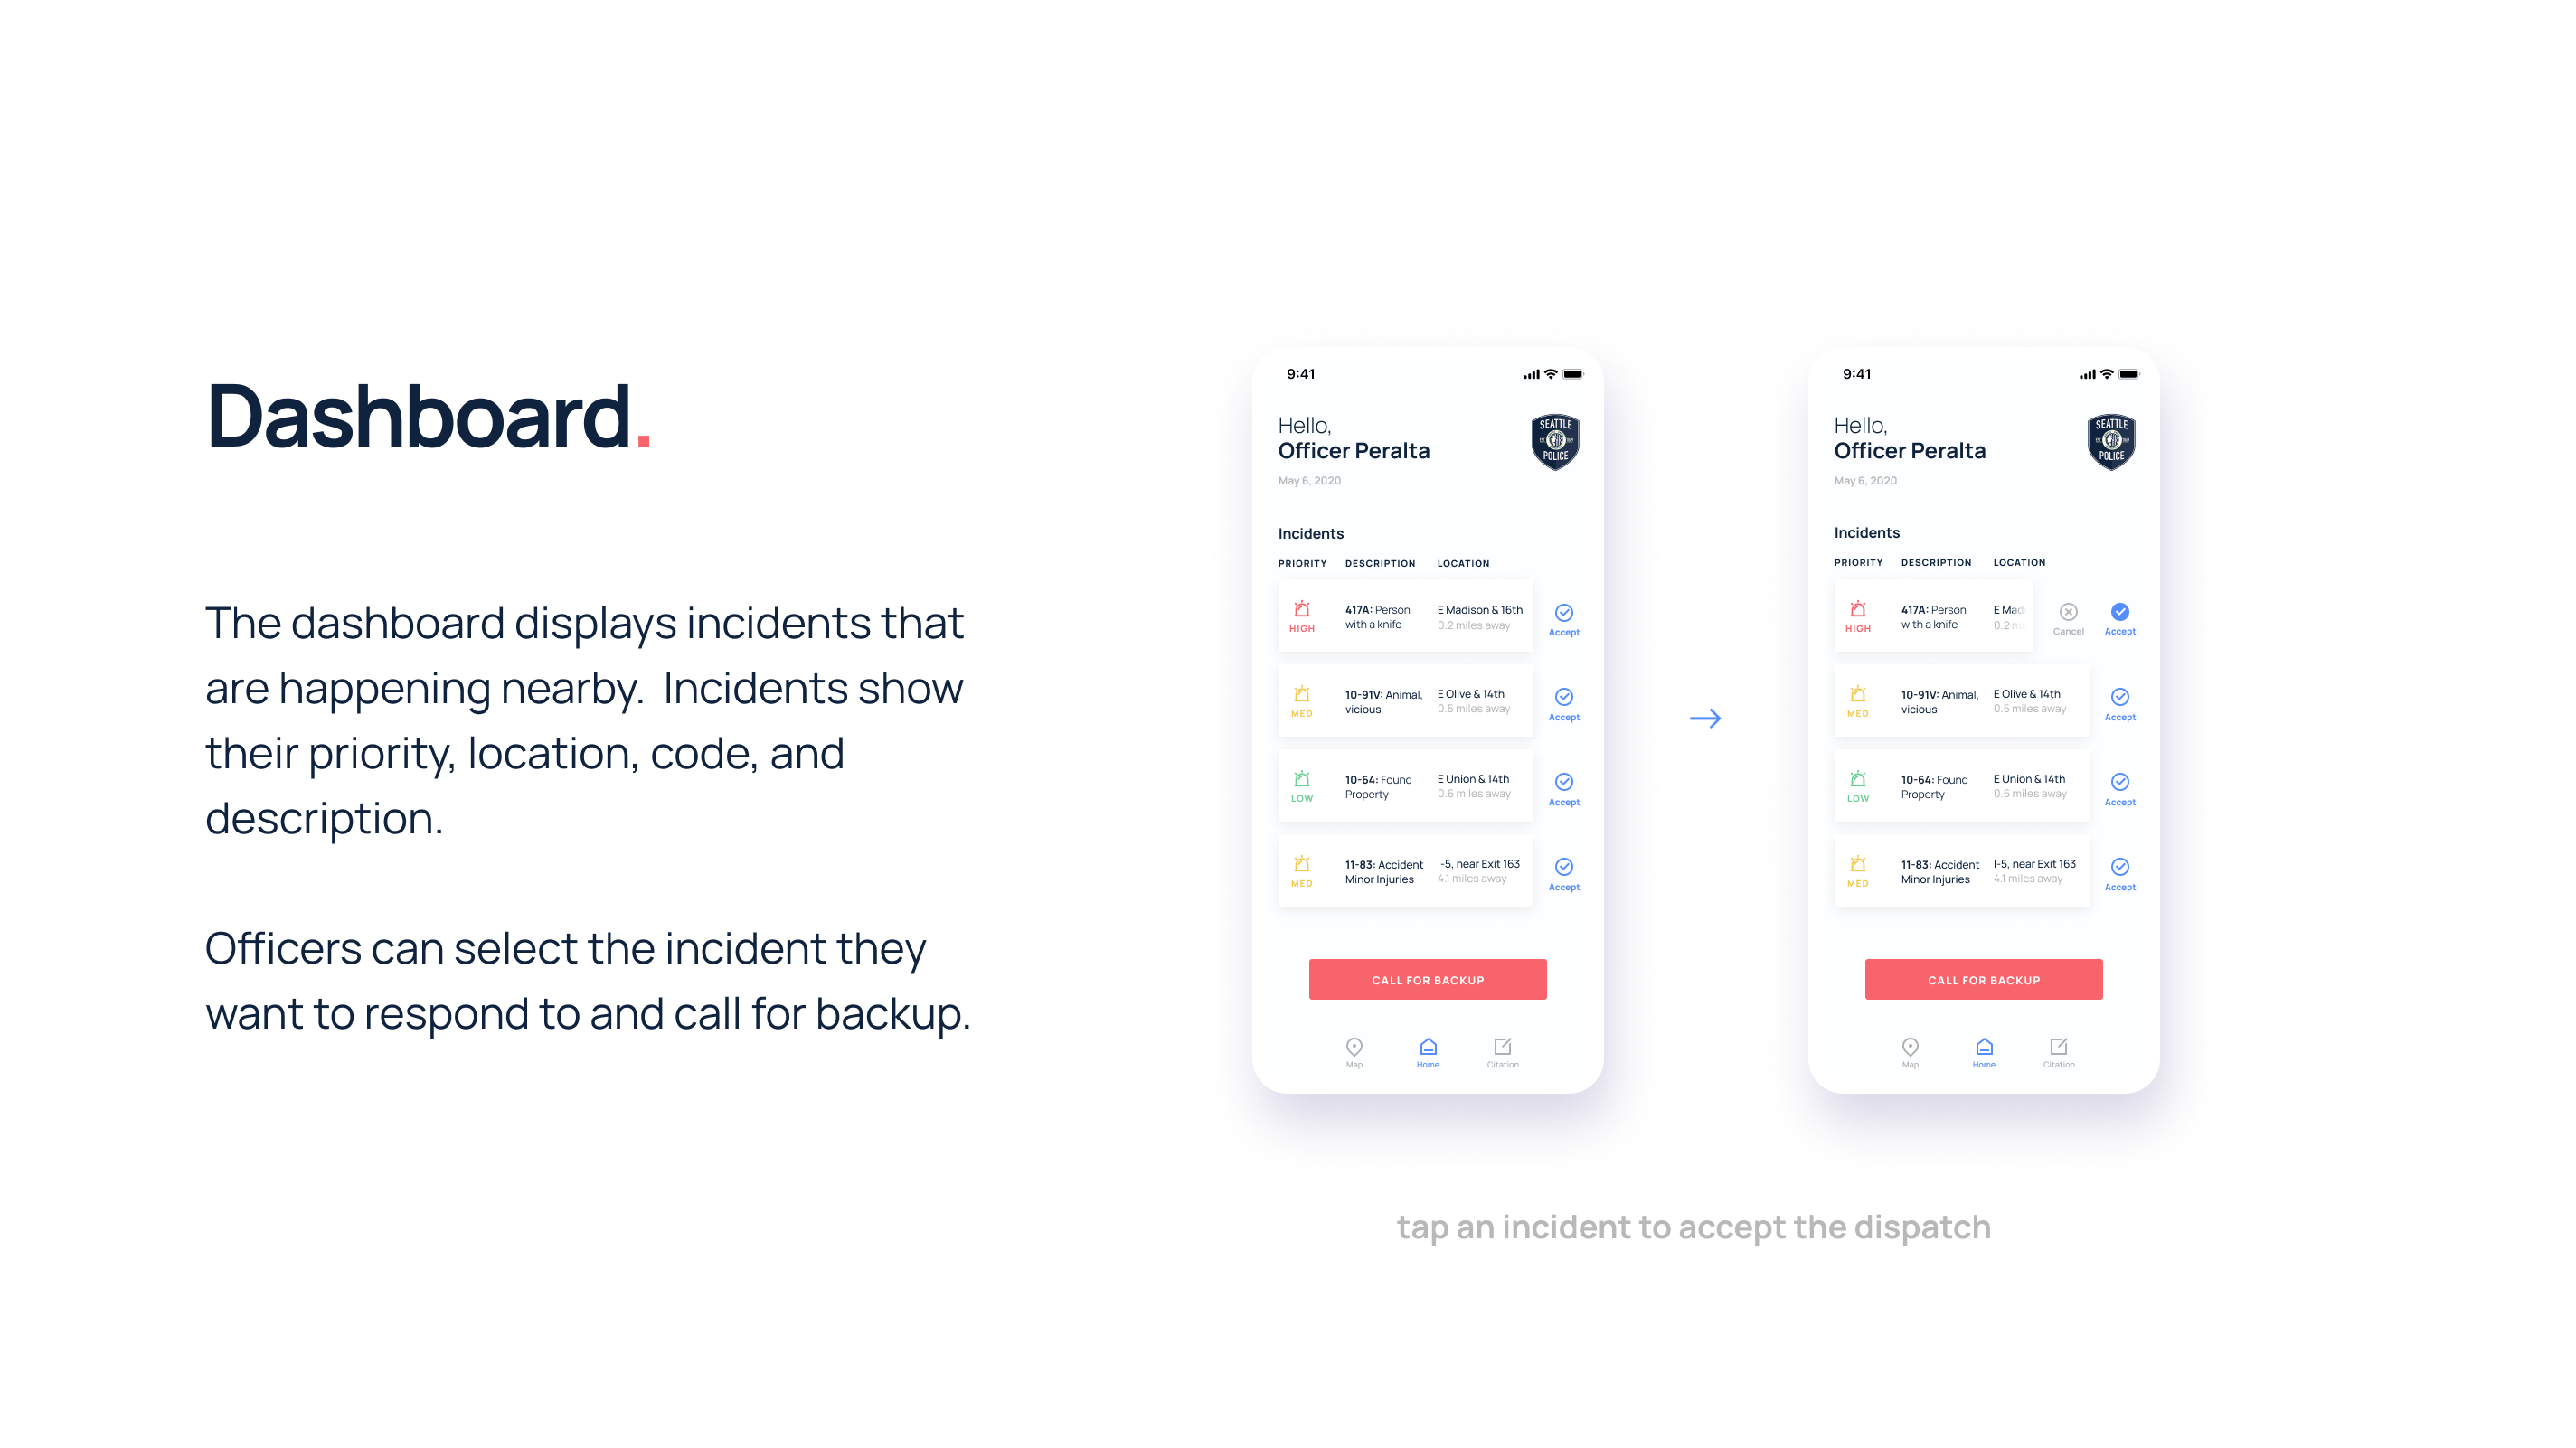 Dashboard.
The dashboard displays incidents that
are happening nearby.  Incidents show
their priority, location, code, and
description.
Officers can select the incident they
want to respond to and call for backup.
9:41
Hello,
Officer Peralta
May 6, 2020
SEATTLE
POLICE
Incidents
PRIORITY DESCRIPTION LOCATION
HIGH
417A: Person
with a knife
E Madison & 16th
0.2 miles away
Accept
MED
10-91V: Animal,
vicious
E Olive & 14th
0.5 miles away
Accept
LOW
10-64: Found
Property
E Union & 14th
0.6 miles away
Accept
MED
11-83: Accident
Minor Injuries
I-5, near Exit 163
4.1 miles away
Accept
CALL FOR BACKUP
Map Home Citation
9:41
Hello,
Officer Peralta
May 6, 2020
SEATTLE
POLICE
Incidents
PRIORITY DESCRIPTION LOCATION
HIGH
417A: Person
with a knife
E Mad
0.2 m
Cancel
Accept
MED
10-91V: Animal,
vicious
E Olive & 14th
0.5 miles away
Accept
LOW
10-64: Found
Property
E Union & 14th
0.6 miles away
Accept
MED
11-83: Accident
Minor Injuries
I-5, near Exit 163
4.1 miles away
Accept
CALL FOR BACKUP
Map Home Citation
tap an incident to accept the dispatch